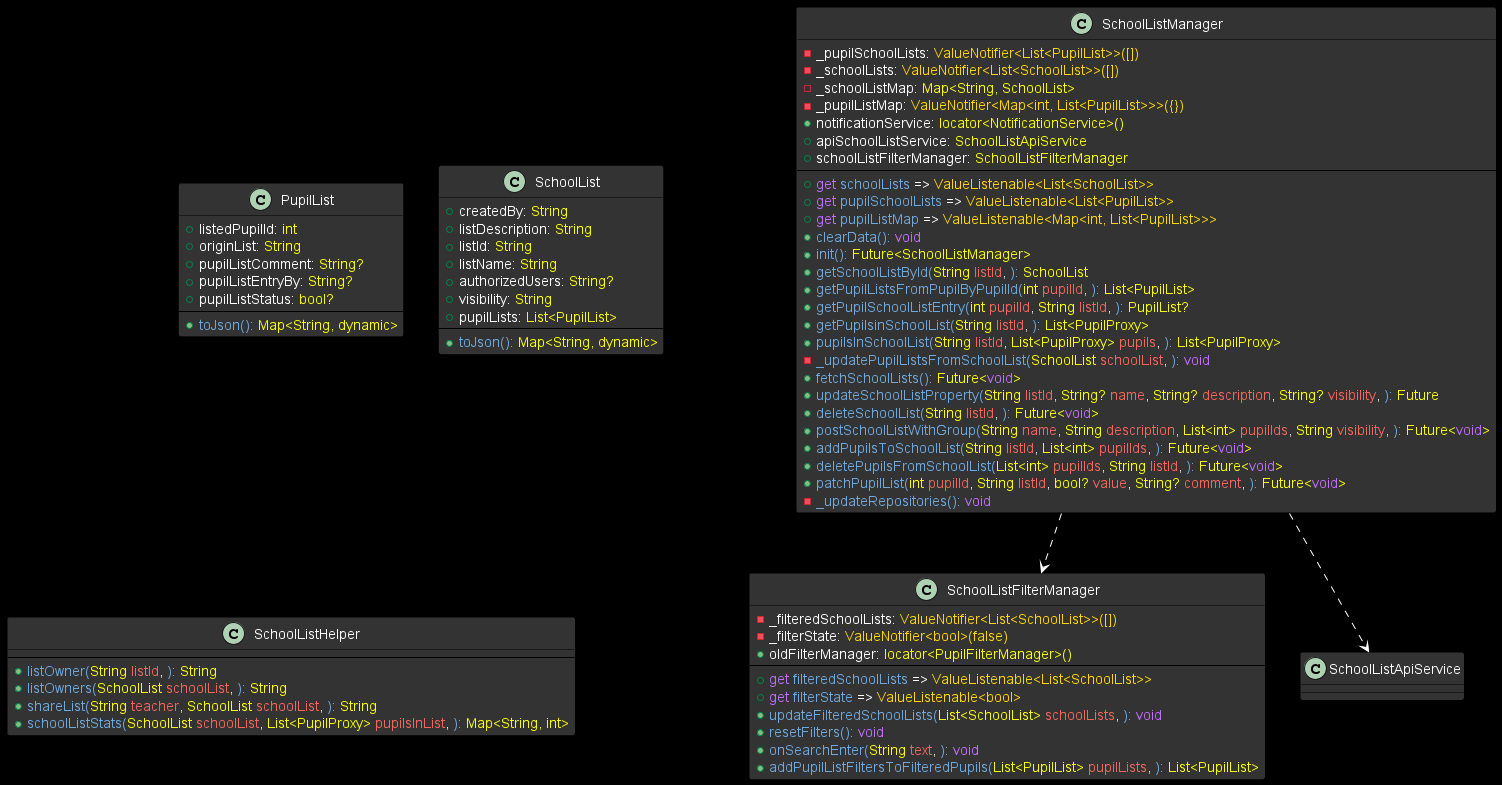 C PupilList
listedPupilId: int
originList: String
pupilListComment: String?
pupilListEntryBy: String?
pupilListStatus: bool?
toJson(): Map<String, dynamic>
C SchoolList
createdBy: String
listDescription: String
listId: String
listName: String
authorizedUsers: String?
visibility: String
pupilLists: List<PupilList>
toJson(): Map<String, dynamic>
C SchoolListManager
_pupilSchoolLists: ValueNotifier<List<PupilList>>([])
_schoolLists: ValueNotifier<List<SchoolList>>([])
_schoolListMap: Map<String, SchoolList>
_pupilListMap: ValueNotifier<Map<int, List<PupilList>>>({})
notificationService: locator<NotificationService>()
apiSchoolListService: SchoolListApiService
schoolListFilterManager: SchoolListFilterManager
get schoolLists => ValueListenable<List<SchoolList>>
get pupilSchoolLists => ValueListenable<List<PupilList>>
get pupilListMap => ValueListenable<Map<int, List<PupilList>>>
clearData(): void
init(): Future<SchoolListManager>
getSchoolListById(String listId, ): SchoolList
getPupilListsFromPupilByPupilId(int pupilId, ): List<PupilList>
getPupilSchoolListEntry(int pupilId, String listId, ): PupilList?
getPupilsinSchoolList(String listId, ): List<PupilProxy>
pupilsInSchoolList(String listId, List<PupilProxy> pupils, ): List<PupilProxy>
_updatePupilListsFromSchoolList(SchoolList schoolList, ): void
fetchSchoolLists(): Future<void>
updateSchoolListProperty(String listId, String? name, String? description, String? visibility, ): Future
deleteSchoolList(String listId, ): Future<void>
postSchoolListWithGroup(String name, String description, List<int> pupilIds, String visibility, ): Future<void>
addPupilsToSchoolList(String listId, List<int> pupilIds, ): Future<void>
deletePupilsFromSchoolList(List<int> pupilIds, String listId, ): Future<void>
patchPupilList(int pupilId, String listId, bool? value, String? comment, ): Future<void>
_updateRepositories(): void
C SchoolListHelper
listOwner(String listId, ): String
listOwners(SchoolList schoolList, ): String
shareList(String teacher, SchoolList schoolList, ): String
schoolListStats(SchoolList schoolList, List<PupilProxy> pupilsInList, ): Map<String, int>
C SchoolListFilterManager
_filteredSchoolLists: ValueNotifier<List<SchoolList>>([])
_filterState: ValueNotifier<bool>(false)
oldFilterManager: locator<PupilFilterManager>()
get filteredSchoolLists => ValueListenable<List<SchoolList>>
get filterState => ValueListenable<bool>
updateFilteredSchoolLists(List<SchoolList> schoolLists, ): void
resetFilters(): void
onSearchEnter(String text, ): void
addPupilListFiltersToFilteredPupils(List<PupilList> pupilLists, ): List<PupilList>
C SchoolListApiService